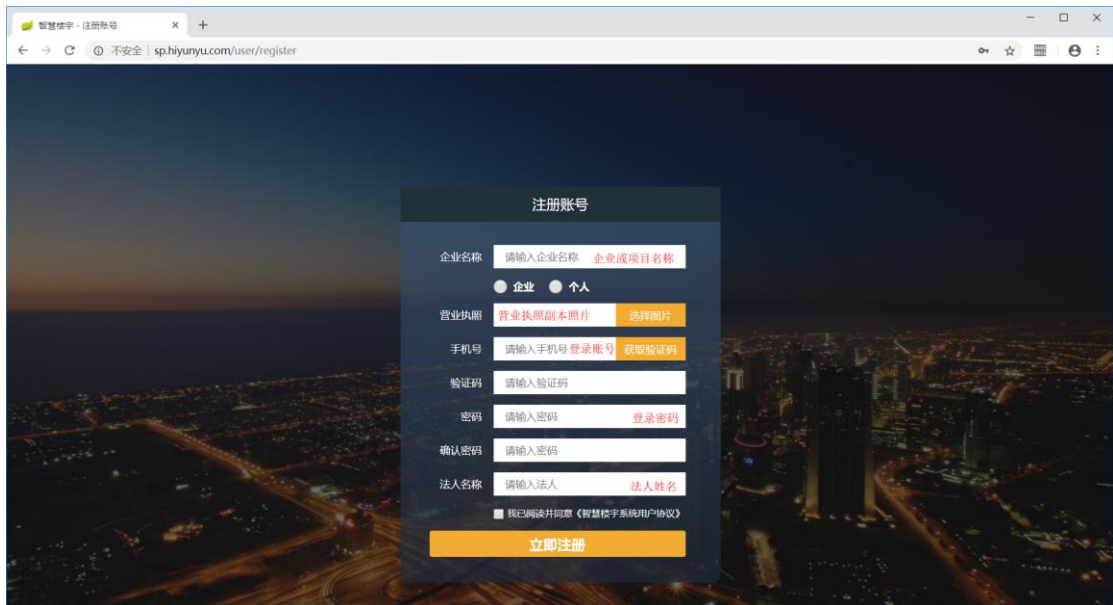 智慧楼宇 - 注册账号
不安全 | sp.hiyunyu.com/user/register
注册账号
企业名称 请输入企业名称 企业或项目名称
企业 个人
营业执照 营业执照副本照片 选择图片
手机号 请输入手机号 登录账号 获取验证码
验证码 请输入验证码
密码 请输入密码 登录密码
确认密码 请输入密码
法人名称 请输入法人 法人姓名
我已阅读并同意《智慧楼宇系统用户协议》
立即注册